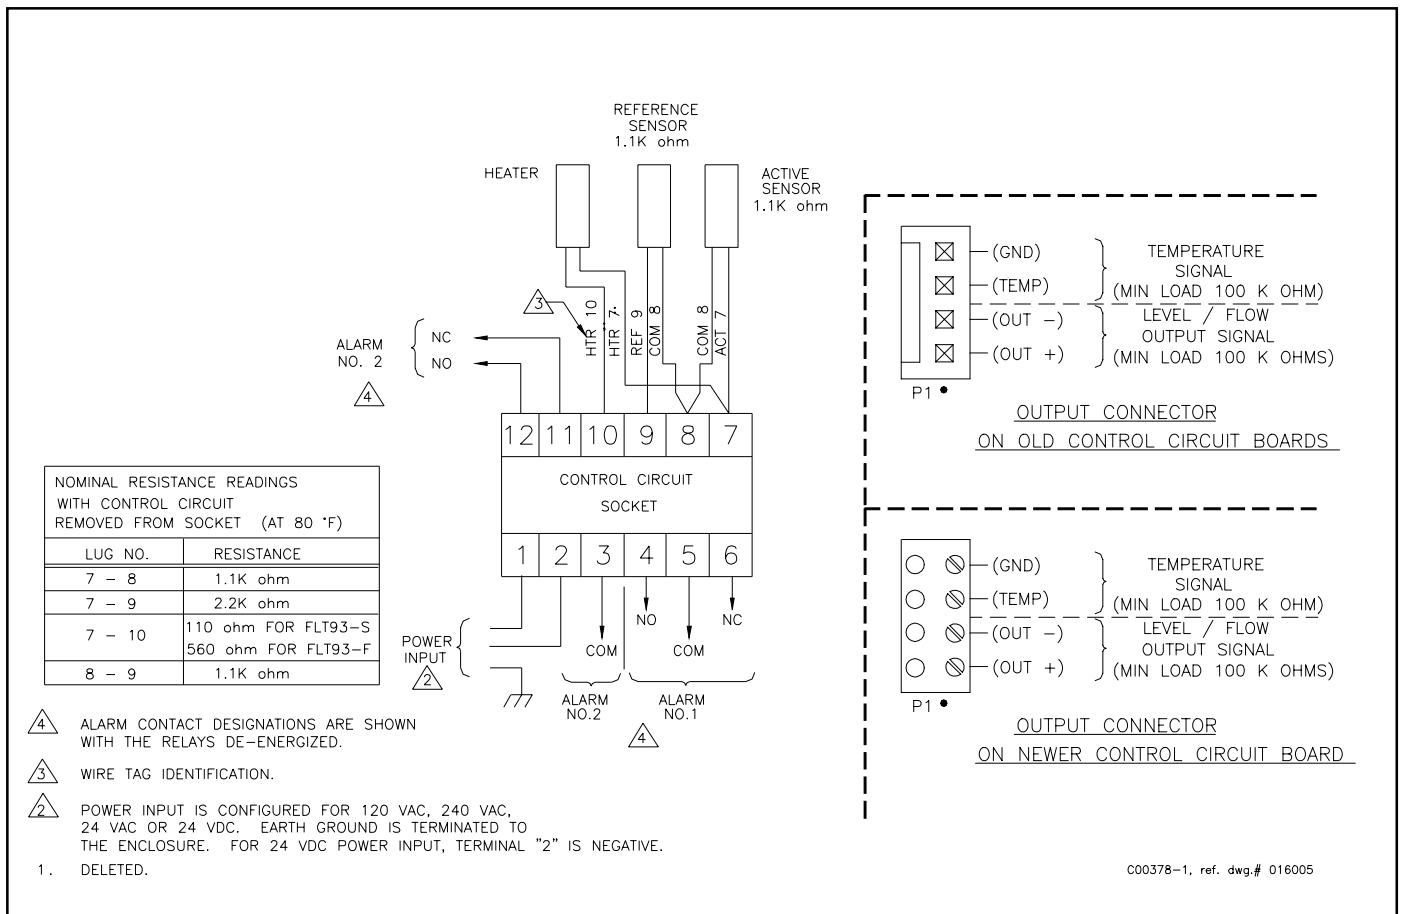 REFERENCE
SENSOR
1.1K ohm
HEATER
ACTIVE
SENSOR
1.1K ohm
3
HTR 10
HTR 7.
REF 9
COM 8
COM 8
ACT 7
ALARM
NO. 2
NC
NO
4
12 11 10 9 8 7
CONTROL CIRCUIT
SOCKET
1 2 3 4 5 6
POWER
INPUT
2
COM
NO
COM
NC
ALARM
NO.2
ALARM
NO.1
4
NOMINAL RESISTANCE READINGS
WITH CONTROL CIRCUIT
REMOVED FROM SOCKET (AT 80 °F)
LUG NO. RESISTANCE
7 – 8 1.1K ohm
7 – 9 2.2K ohm
7 – 10 110 ohm FOR FLT93–S
560 ohm FOR FLT93–F
8 – 9 1.1K ohm
4 ALARM CONTACT DESIGNATIONS ARE SHOWN
WITH THE RELAYS DE–ENERGIZED.
3 WIRE TAG IDENTIFICATION.
2 POWER INPUT IS CONFIGURED FOR 120 VAC, 240 VAC,
24 VAC OR 24 VDC. EARTH GROUND IS TERMINATED TO
THE ENCLOSURE. FOR 24 VDC POWER INPUT, TERMINAL "2" IS NEGATIVE.
1. DELETED.
(GND)
(TEMP)
(OUT –)
(OUT +)
TEMPERATURE
SIGNAL
(MIN LOAD 100 K OHM)
LEVEL / FLOW
OUTPUT SIGNAL
(MIN LOAD 100 K OHMS)
P1
OUTPUT CONNECTOR
ON OLD CONTROL CIRCUIT BOARDS
(GND)
(TEMP)
(OUT –)
(OUT +)
TEMPERATURE
SIGNAL
(MIN LOAD 100 K OHM)
LEVEL / FLOW
OUTPUT SIGNAL
(MIN LOAD 100 K OHMS)
P1
OUTPUT CONNECTOR
ON NEWER CONTROL CIRCUIT BOARD
C00378–1, ref. dwg.# 016005